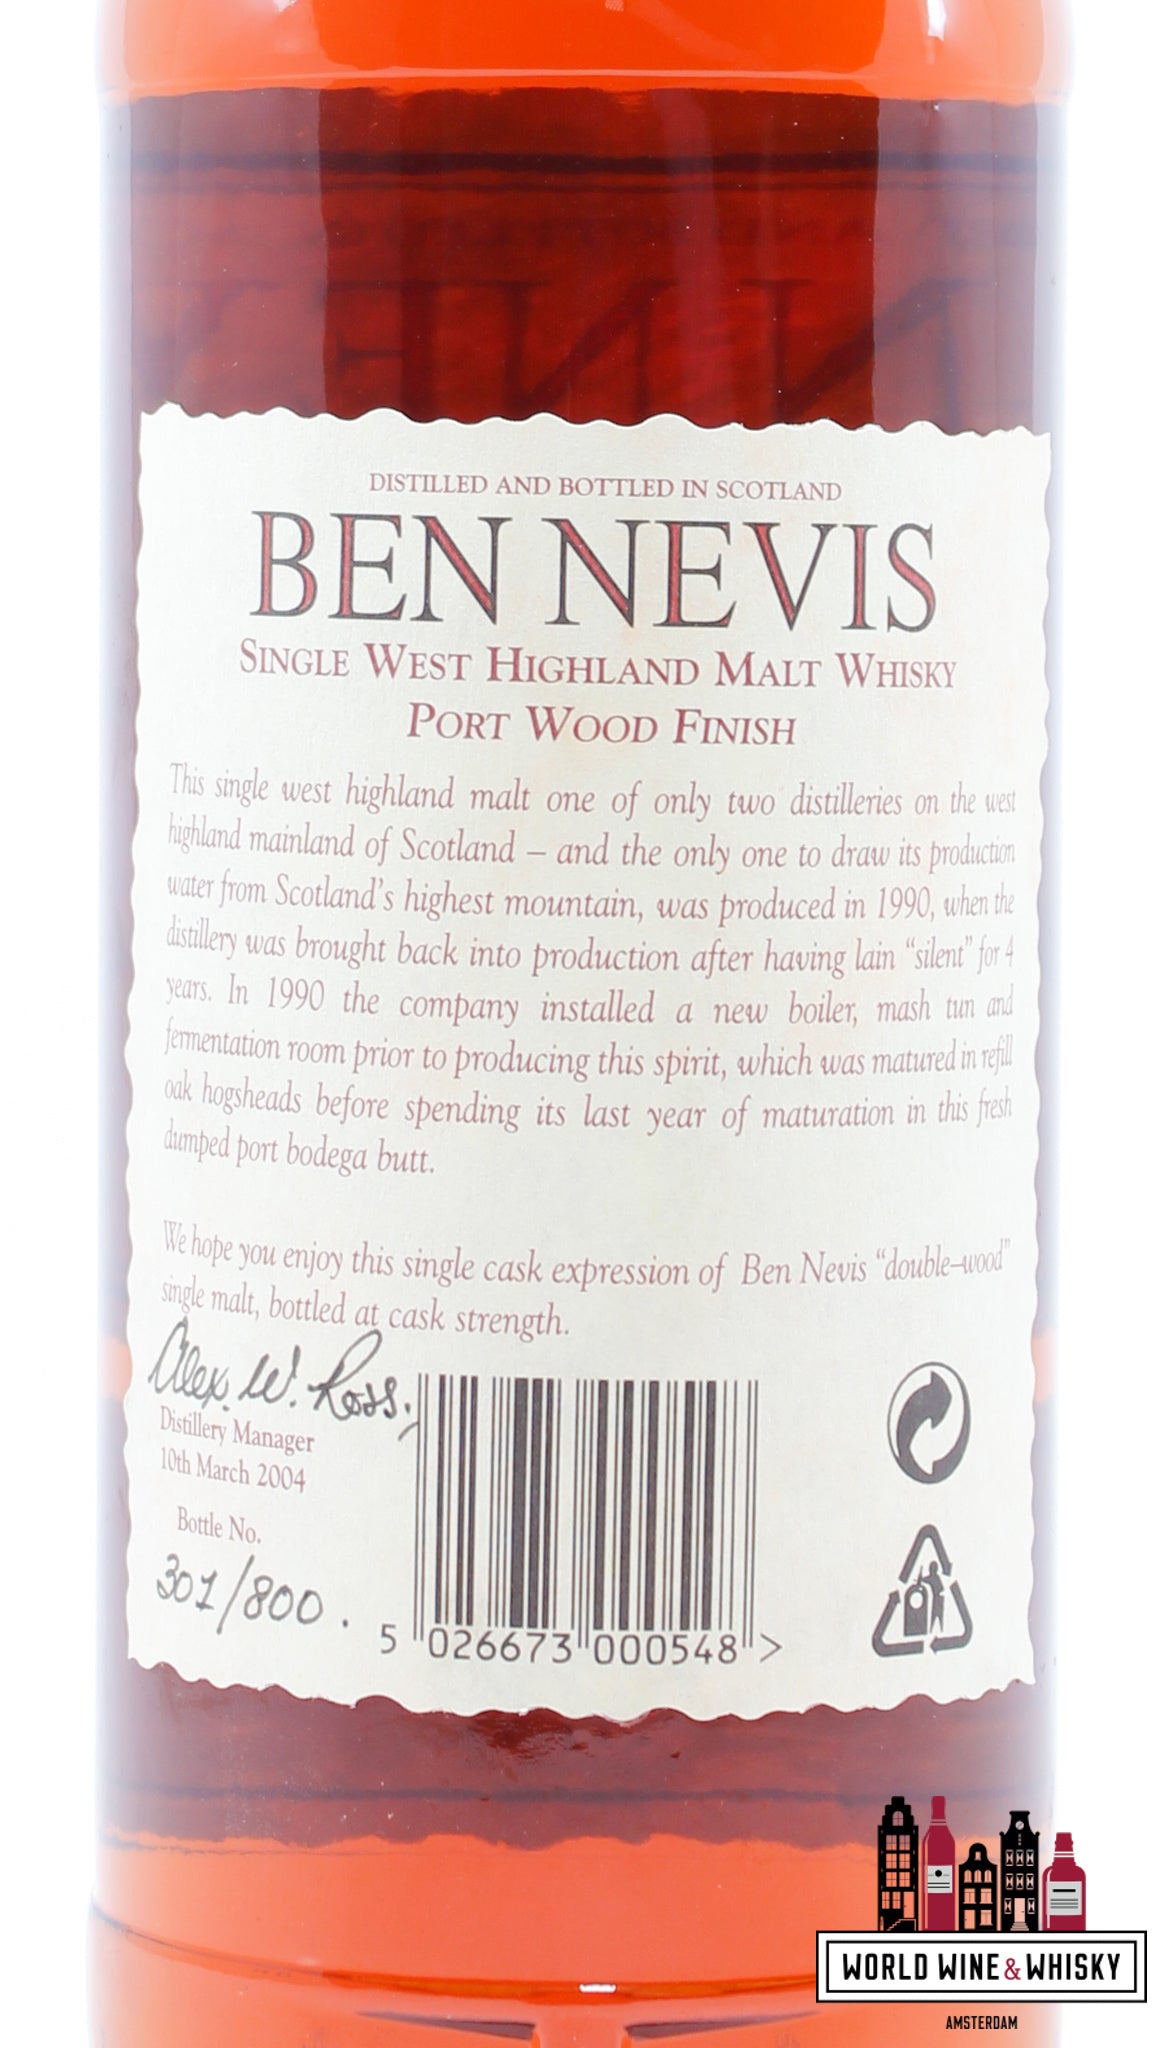 DISTILLED AND BOTTLED IN SCOTLAND
BEN NEVIS
SINGLE WEST HIGHLAND MALT WHISKY
PORT WOOD FINISH
This single west highland malt one of only two distilleries on the west
highland mainland of Scotland – and the only one to draw its production
water from Scotland's highest mountain, was produced in 1990, when the
distillery was brought back into production after having lain "silent" for 4
years. In 1990 the company installed a new boiler, mash tun and
fermentation room prior to producing this spirit, which was matured in refill
oak hogsheads before spending its last year of maturation in this fresh
dumped port bodega butt.
We hope you enjoy this single cask expression of Ben Nevis "double-wood"
single malt, bottled at cask strength.
Alex. W. Ross.
Distillery Manager
10th March 2004
Bottle No.
301/800.
5 026673 000548 >
WORLD WINE & WHISKY
AMSTERDAM